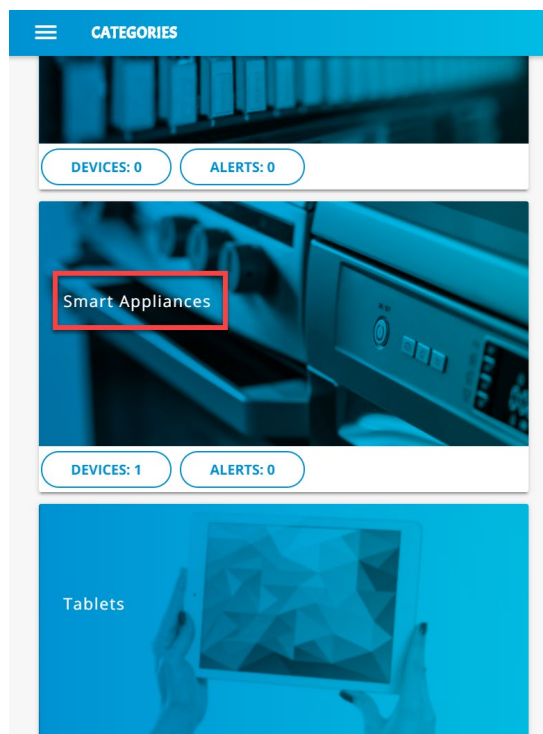 CATEGORIES
DEVICES: 0 ALERTS: 0
Smart Appliances
DEVICES: 1 ALERTS: 0
Tablets